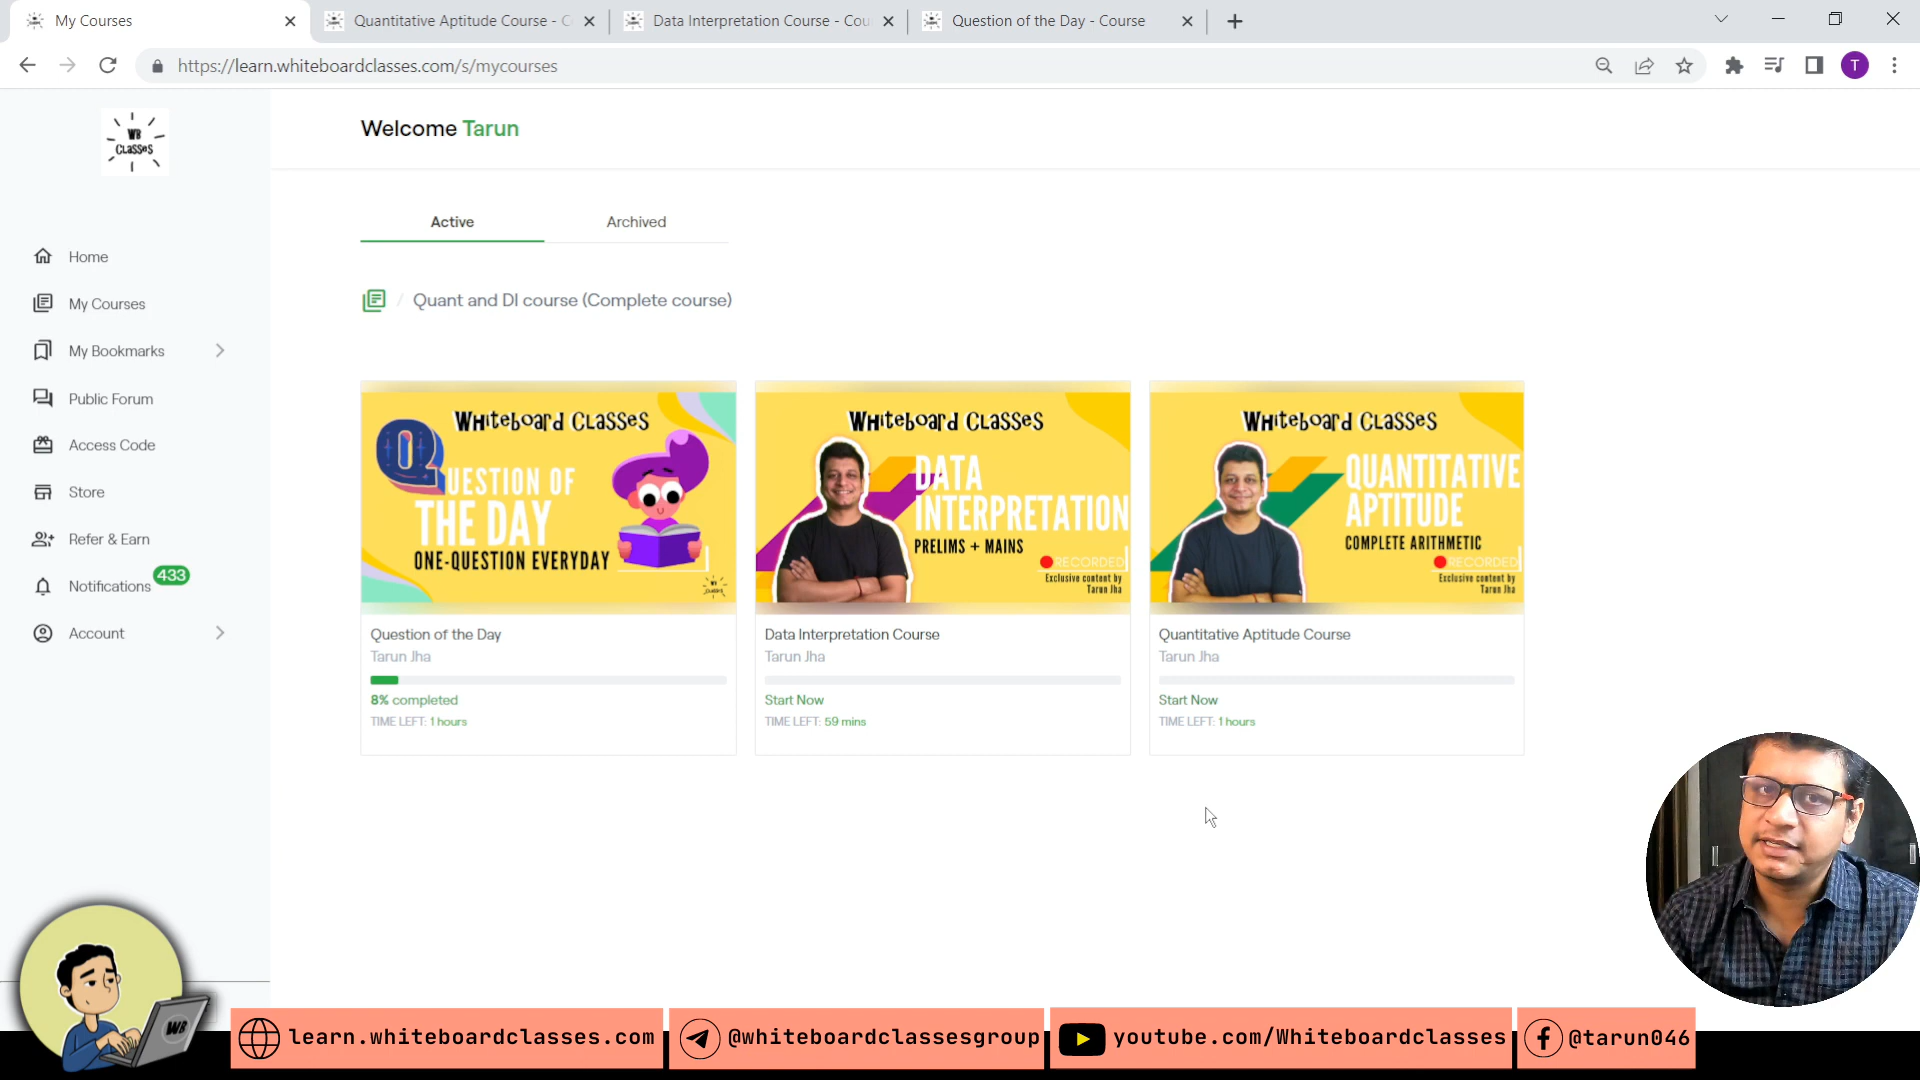 My Courses
Quantitative Aptitude Course - C
Data Interpretation Course - Cou
Question of the Day - Course
https://learn.whiteboardclasses.com/s/mycourses
T
WB
CLASSES
Welcome Tarun
Active
Archived
/ Quant and DI course (Complete course)
Home
My Courses
My Bookmarks
Public Forum
Access Code
Store
Refer & Earn
Notifications 433
Account
WHiteboard CLaSSeS
QUESTION OF
THE DAY
ONE-QUESTION EVERYDAY
Question of the Day
Tarun Jha
8% completed
TIME LEFT: 1 hours
WHiteboard CLaSSeS
DATA
INTERPRETATION
PRELIMS + MAINS
RECORDED
Exclusive content by
Tarun Jha
Data Interpretation Course
Tarun Jha
Start Now
TIME LEFT: 59 mins
WHiteboard CLaSSeS
QUANTITATIVE
APTITUDE
COMPLETE ARITHMETIC
RECORDED
Exclusive content by
Tarun Jha
Quantitative Aptitude Course
Tarun Jha
Start Now
TIME LEFT: 1 hours
WB
learn.whiteboardclasses.com
@whiteboardclassesgroup
youtube.com/Whiteboardclasses
@tarun046